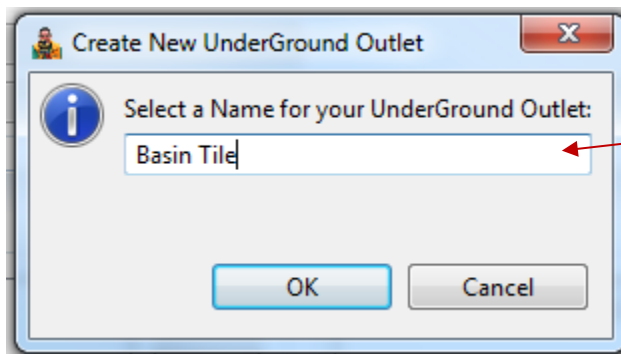 Create New UnderGround Outlet
Select a Name for your UnderGround Outlet:
Basin Tile
OK
Cancel